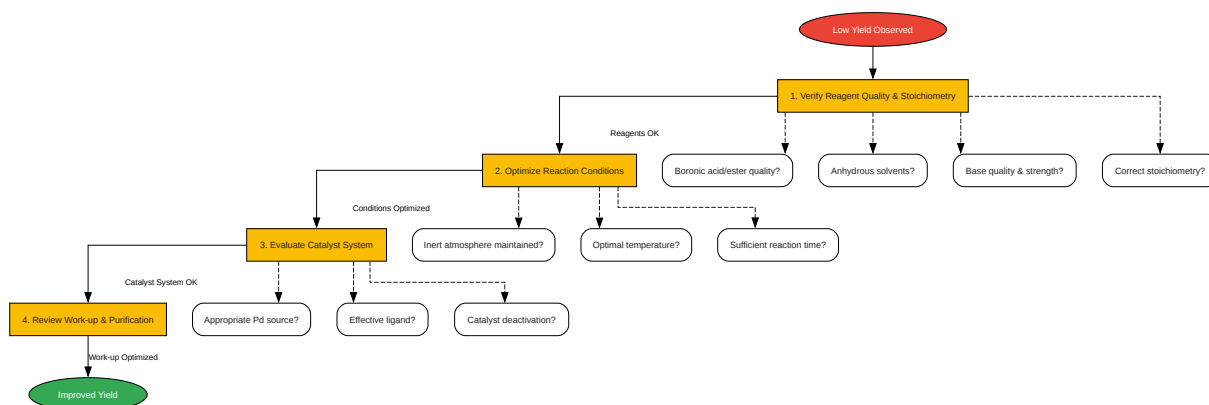 Low Yield Observed
1. Verify Reagent Quality & Stoichiometry
Reagents OK
2. Optimize Reaction Conditions
Boronic acid/ester quality?
Anhydrous solvents?
Base quality & strength?
Correct stoichiometry?
Conditions Optimized
3. Evaluate Catalyst System
Inert atmosphere maintained?
Optimal temperature?
Sufficient reaction time?
Catalyst System OK
4. Review Work-up & Purification
Appropriate Pd source?
Effective ligand?
Catalyst deactivation?
Work-up Optimized
Improved Yield